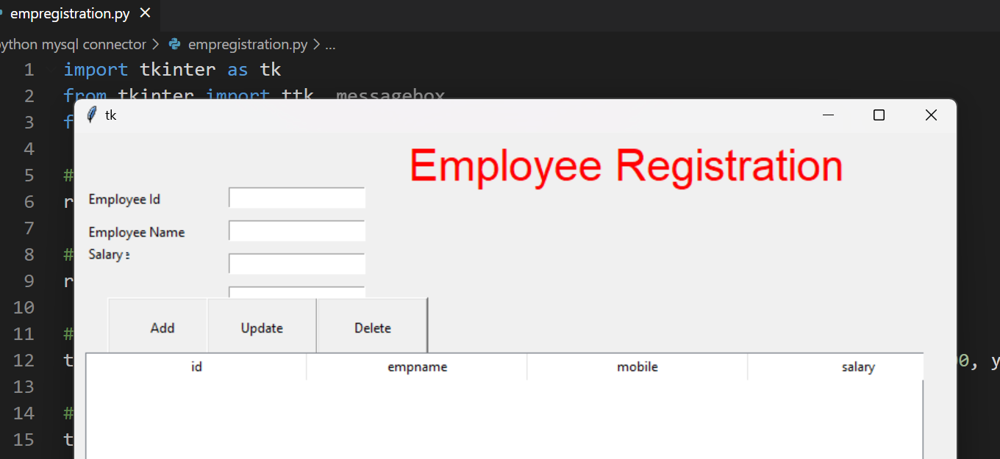 empregistration.py
python mysql connector > empregistration.py > ...
1 import tkinter as tk
2 from tkinter import ttk, messagebox
3 f
tk
4
5 #
6 r
7
8 #
9 r
10
11 #
12 t
0, y
13
14 #
15 t
Employee Registration
Employee Id
Employee Name
Salary
Add Update Delete
id empname mobile salary